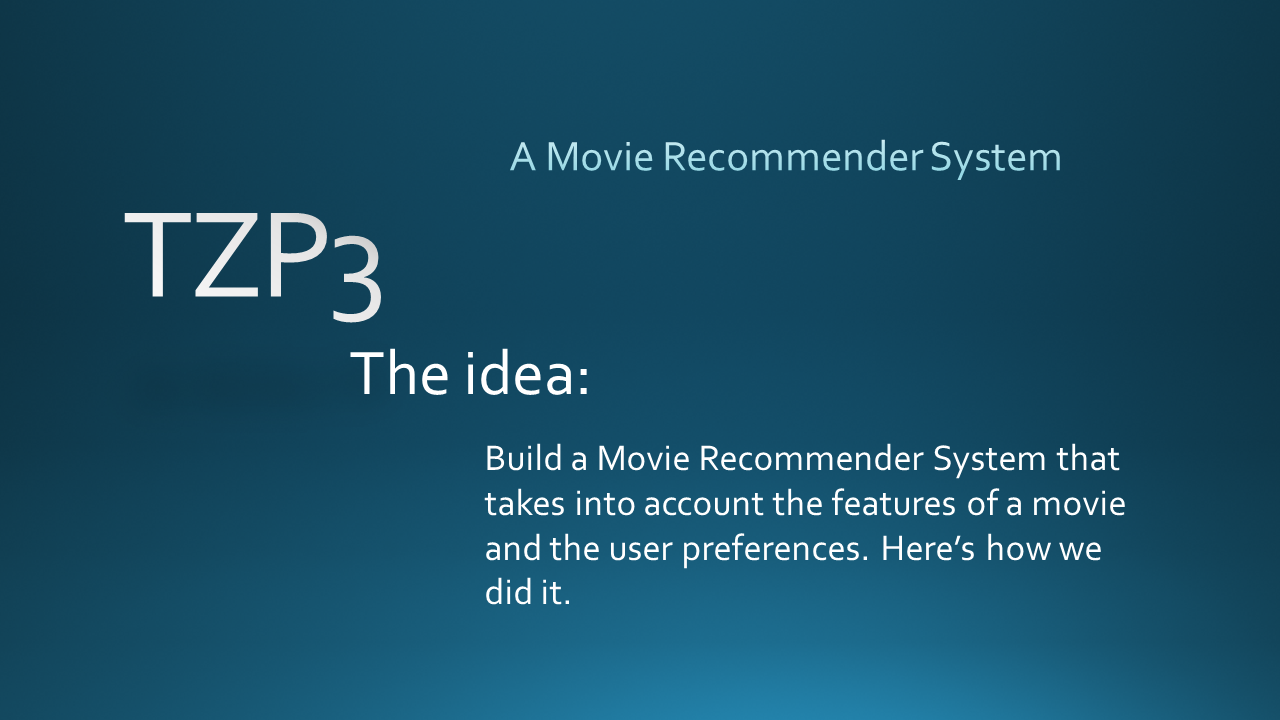 A Movie Recommender System
TZP3
The idea:
Build a Movie Recommender System that
takes into account the features of a movie
and the user preferences. Here’s how we
did it.